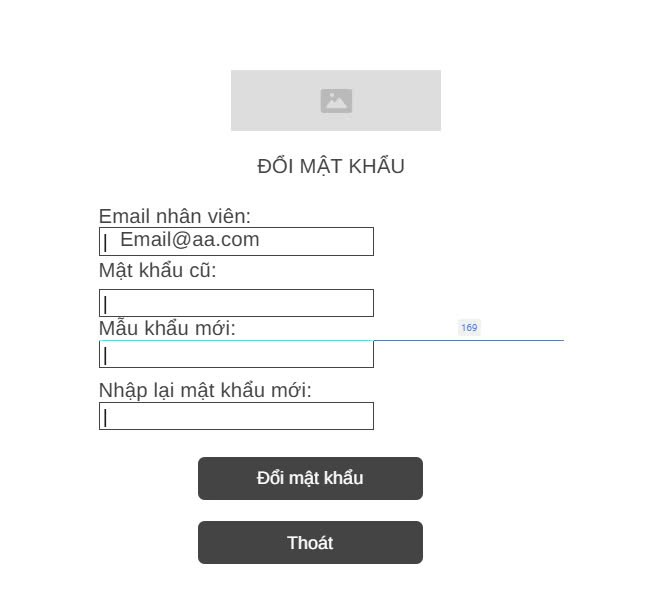 ĐỔI MẬT KHẨU
Email nhân viên:
Email@aa.com
Mật khẩu cũ:
Mẫu khẩu mới:
169
Nhập lại mật khẩu mới:
Đổi mật khẩu
Thoát